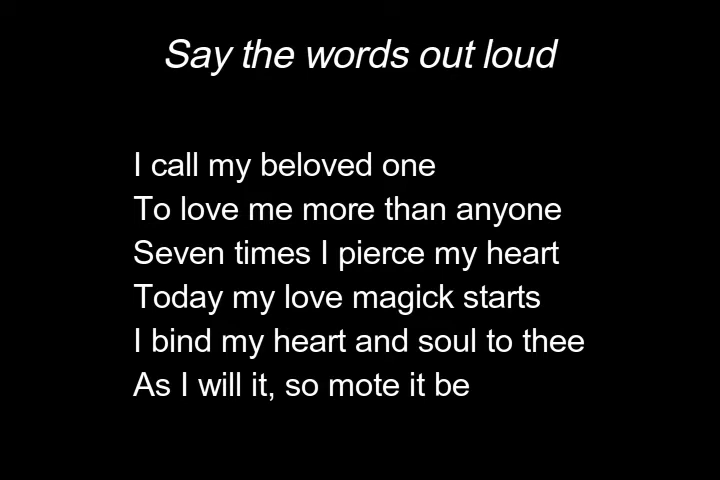 Say the words out loud
I call my beloved one
To love me more than anyone
Seven times I pierce my heart
Today my love magick starts
I bind my heart and soul to thee
As I will it, so mote it be